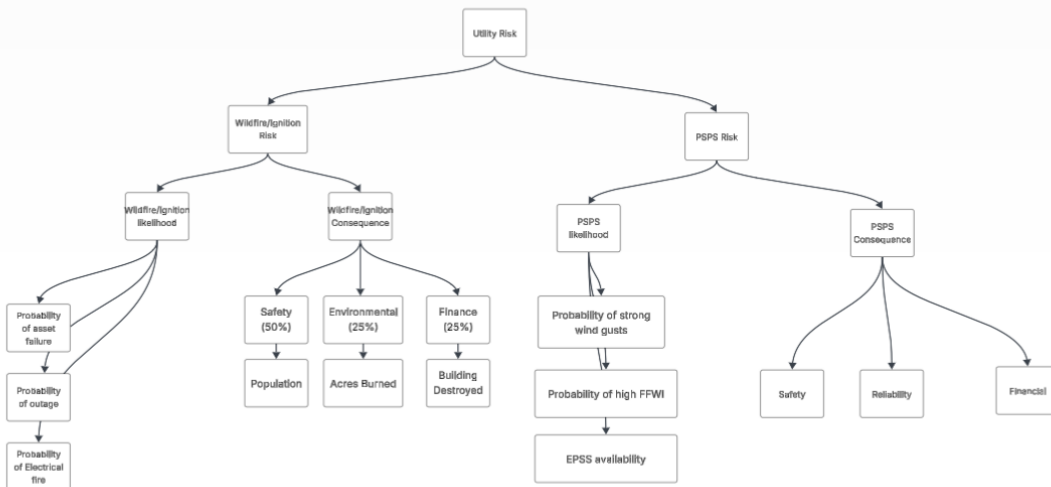 Utility Risk
Wildfire/Ignition
Risk
PSPS Risk
Wildfire/Ignition
likelihood
Wildfire/Ignition
Consequence
PSPS
likelihood
PSPS
Consequence
Probability
of asset
failure
Safety
(50%)
Environmental
(25%)
Finance
(25%)
Probability of strong
wind gusts
Probability
of outage
Population
Acres Burned
Building
Destroyed
Probability of high FFWI
Safety
Reliability
Financial
Probability
of Electrical
fire
EPSS availability